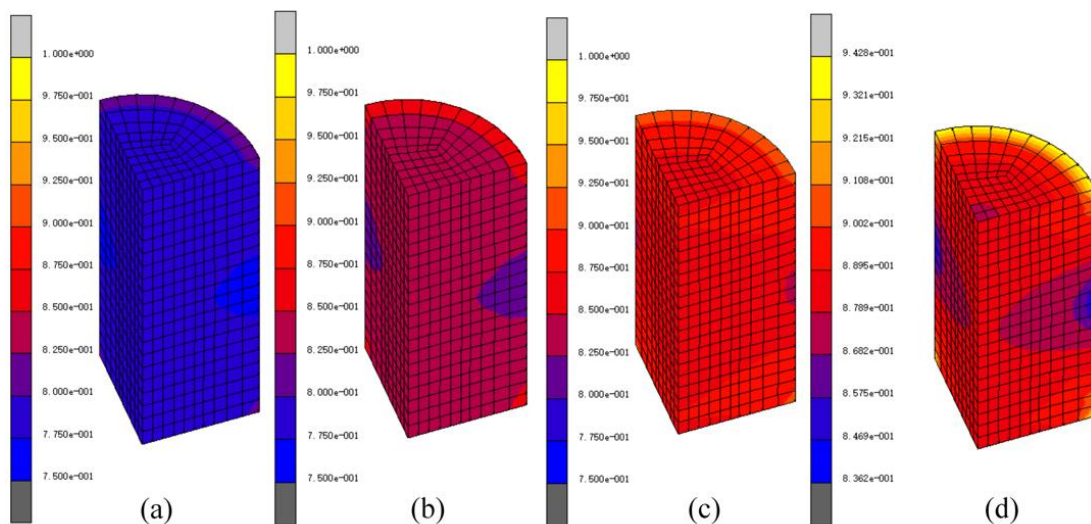 1.000e+000
9.750e-001
9.500e-001
9.250e-001
9.000e-001
8.750e-001
8.500e-001
8.250e-001
8.000e-001
7.750e-001
7.500e-001
(a)
1.000e+000
9.750e-001
9.500e-001
9.250e-001
9.000e-001
8.750e-001
8.500e-001
8.250e-001
8.000e-001
7.750e-001
7.500e-001
(b)
1.000e+000
9.750e-001
9.500e-001
9.250e-001
9.000e-001
8.750e-001
8.500e-001
8.250e-001
8.000e-001
7.750e-001
7.500e-001
(c)
9.428e-001
9.321e-001
9.215e-001
9.108e-001
9.002e-001
8.895e-001
8.789e-001
8.682e-001
8.575e-001
8.469e-001
8.362e-001
(d)